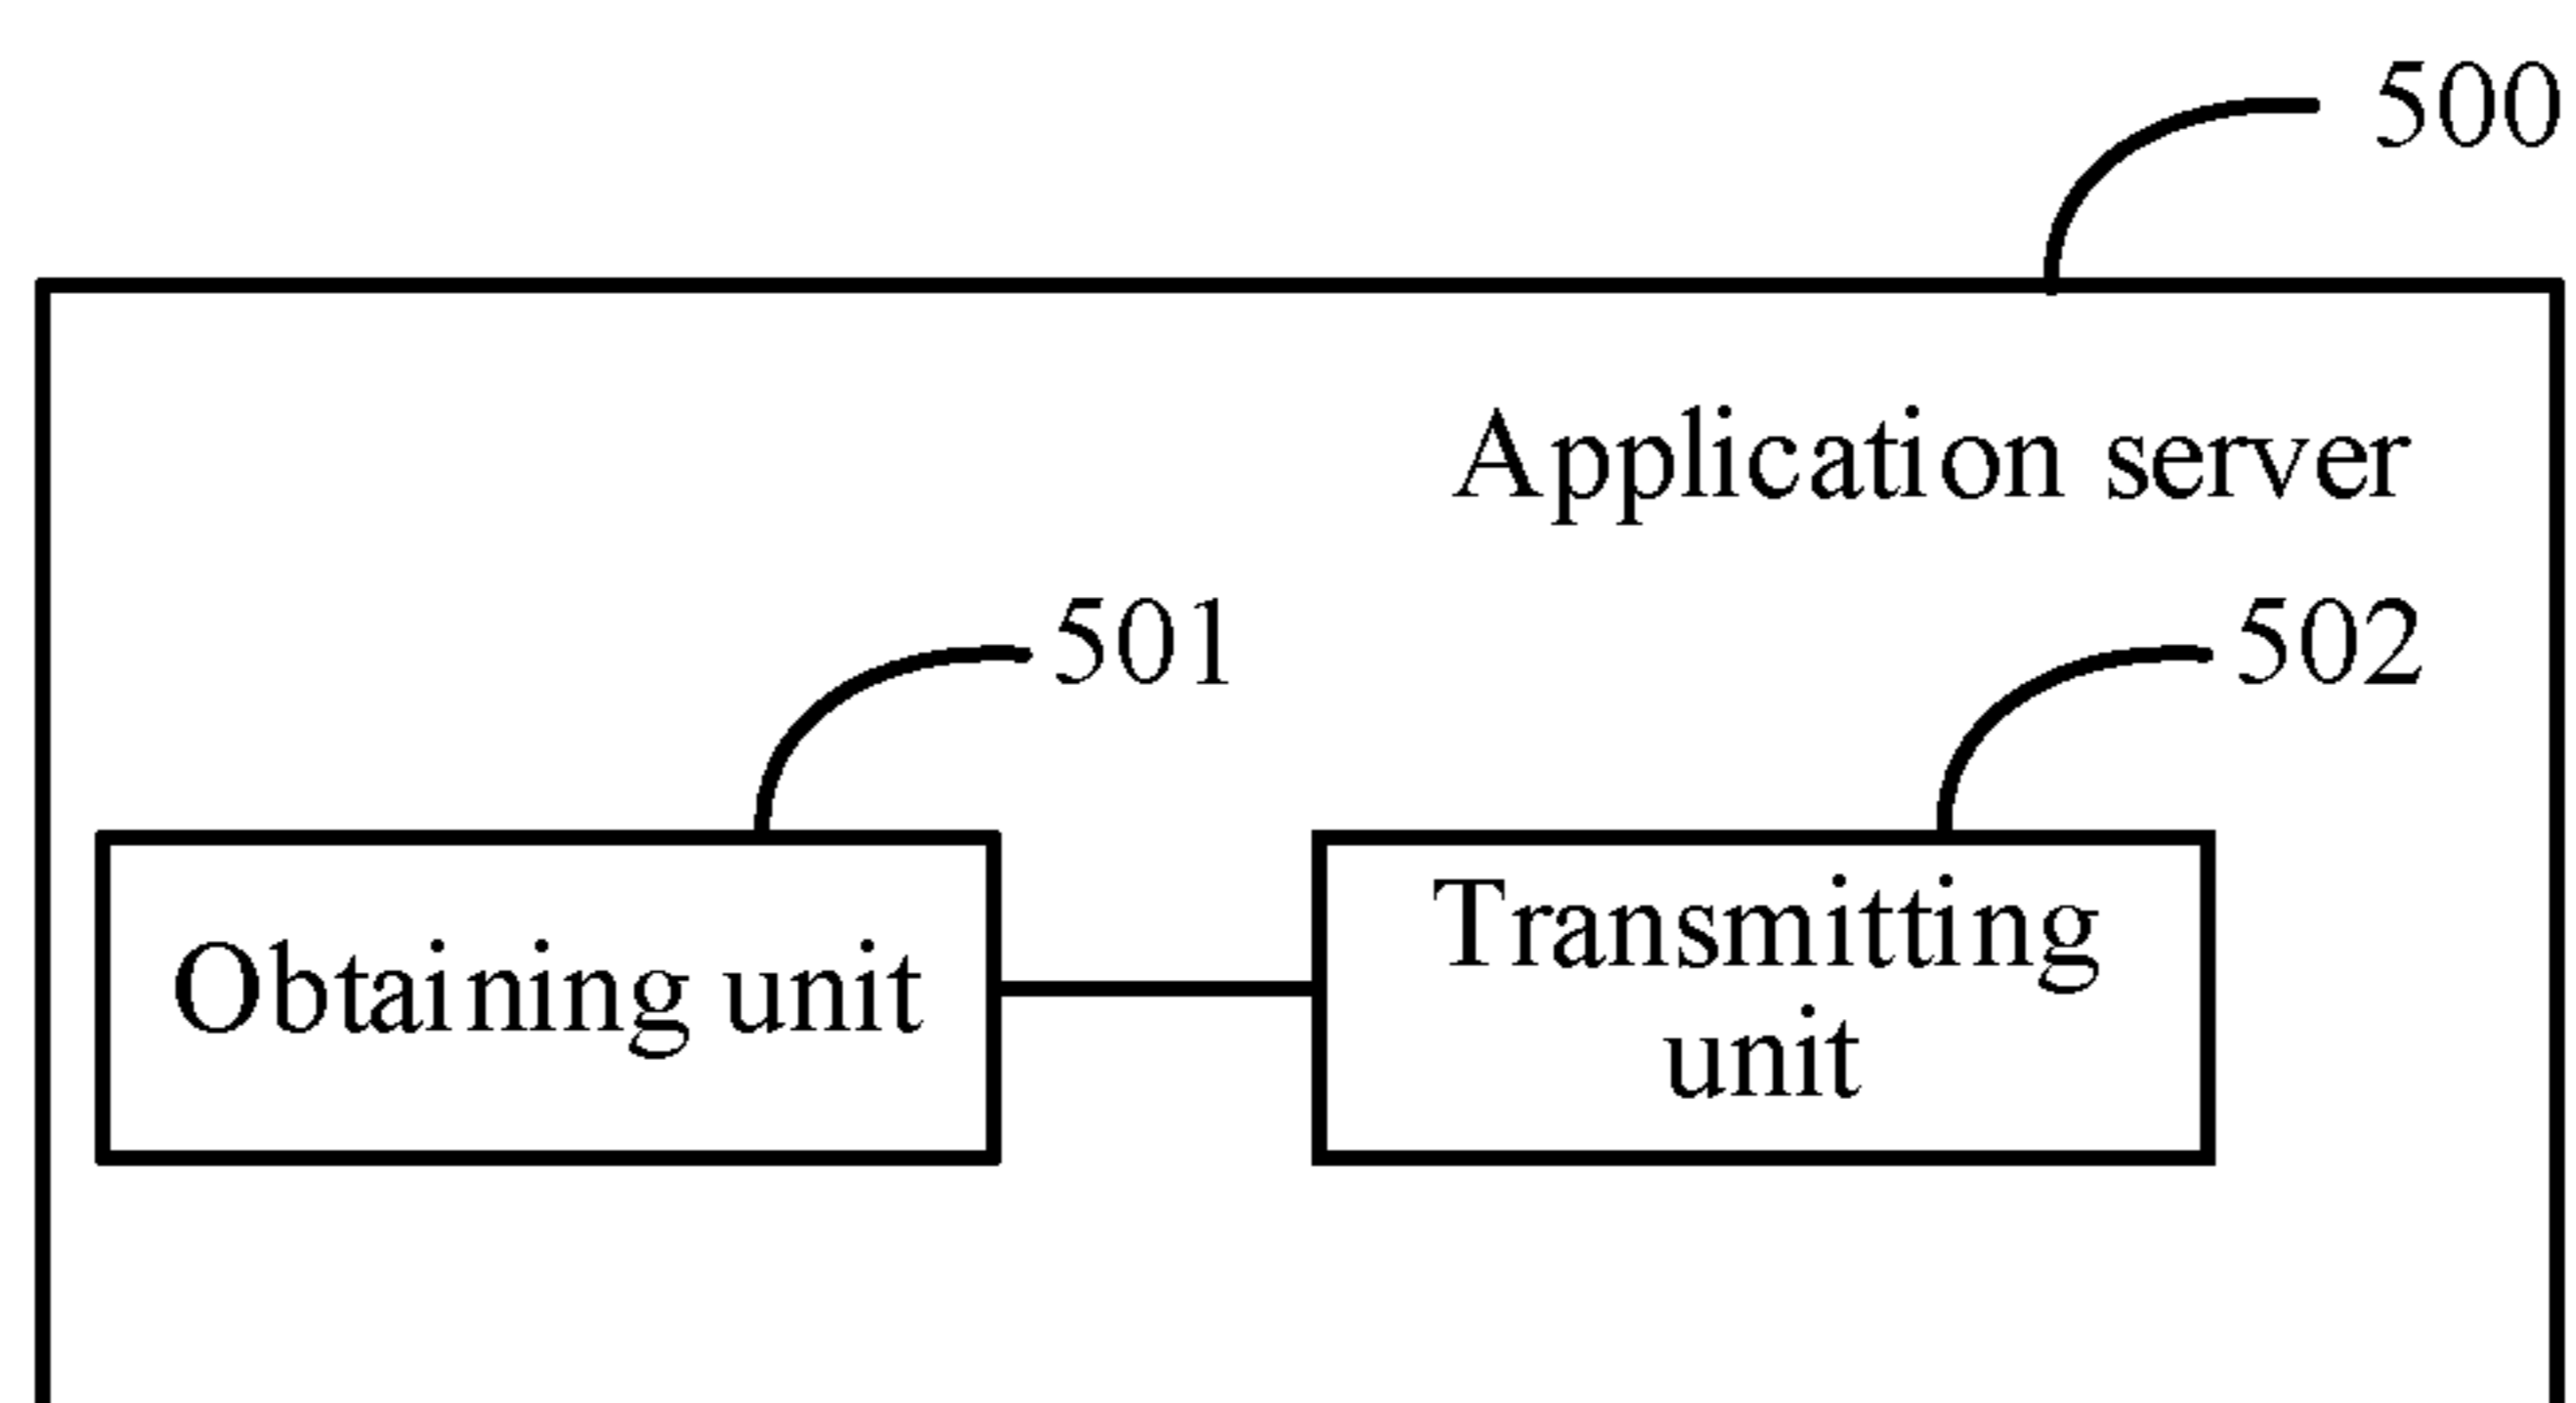 500
Application server
501
502
Obtaining unit
Transmitting
unit